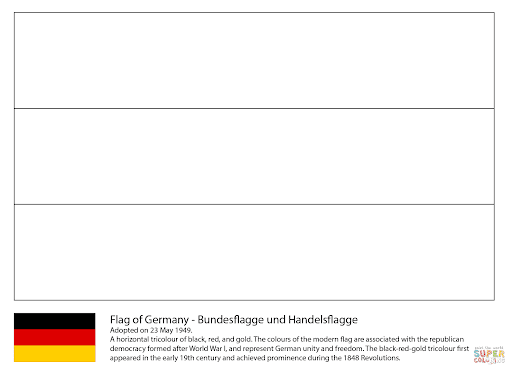 Flag of Germany - Bundesflagge und Handelsflagge
Adopted on 23 May 1949.
A horizontal tricolour of black, red, and gold. The colours of the modern flag are associated with the republican
democracy formed after World War I, and represent German unity and freedom. The black-red-gold tricolour first
appeared in the early 19th century and achieved prominence during the 1848 Revolutions.
SUPER
COLORING